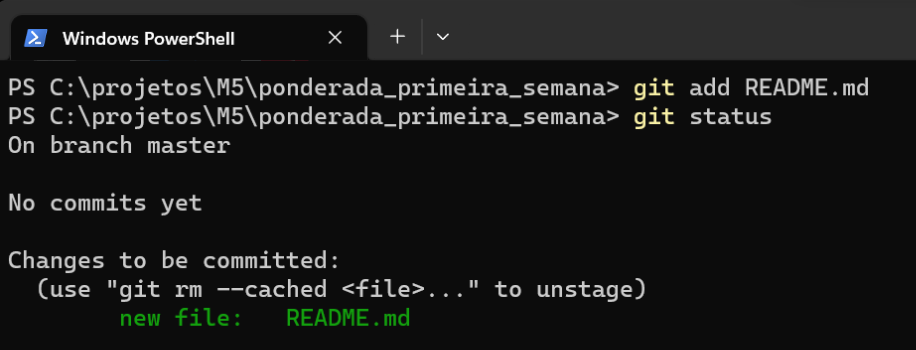 Windows PowerShell
PS C:\projetos\M5\ponderada_primeira_semana> git add README.md
PS C:\projetos\M5\ponderada_primeira_semana> git status
On branch master
No commits yet
Changes to be committed:
(use "git rm --cached <file>..." to unstage)
new file: README.md